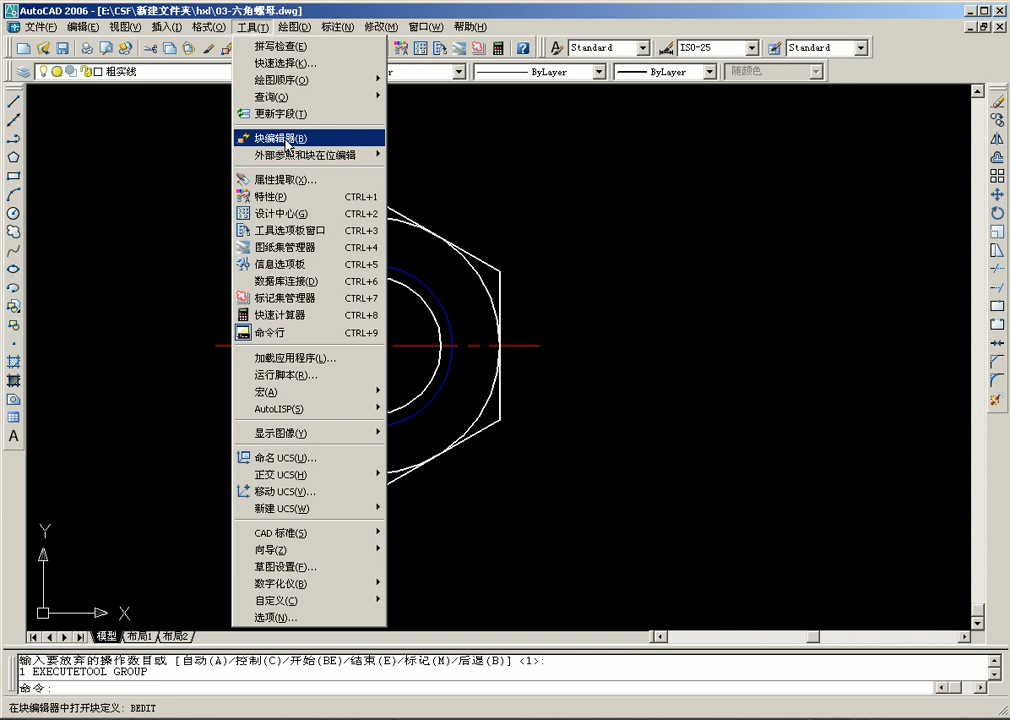 AutoCAD 2006 - [E:\CSF\新建文件夹\hxl\03-六角螺母.dwg]
文件(F) 编辑(E) 视图(V) 插入(I) 格式(O) 工具(T) 绘图(D) 标注(N) 修改(M) 窗口(W) 帮助(H)
Standard ISO-25 Standard
粗实线 r ByLayer ByLayer 随颜色
拼写检查(E)
快速选择(K)...
绘图顺序(O)
查询(Q)
更新字段(T)
块编辑器(B)
外部参照和块在位编辑
属性提取(X)...
特性(P) CTRL+1
设计中心(G) CTRL+2
工具选项板窗口 CTRL+3
图纸集管理器 CTRL+4
信息选项板 CTRL+5
数据库连接(D) CTRL+6
标记集管理器 CTRL+7
快速计算器 CTRL+8
命令行 CTRL+9
加载应用程序(L)...
运行脚本(R)...
宏(A)
AutoLISP(S)
显示图像(Y)
命名 UCS(U)...
正交 UCS(H)
移动 UCS(V)...
新建 UCS(W)
CAD 标准(S)
向导(Z)
草图设置(F)...
数字化仪(B)
自定义(C)
选项(N)...
A
Y
X
模型 布局1 布局2
输入要放弃的操作数目或 [自动(A)/控制(C)/开始(BE)/结束(E)/标记(M)/后退(B)] <1>:
1 EXECUTETOOL GROUP
命令:
在块编辑器中打开块定义: BEDIT